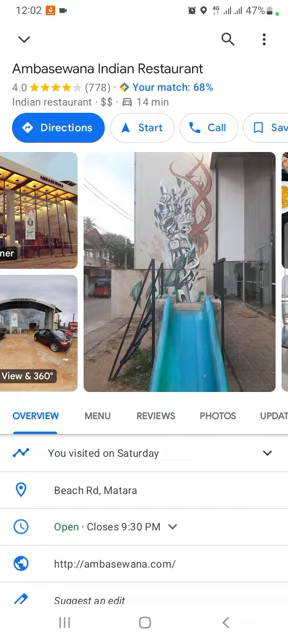 12:02
47%
Ambasewana Indian Restaurant
4.0 (778) · Your match: 68%
Indian restaurant · $$ · 14 min
Directions Start Call Sav
ner
View & 360°
OVERVIEW MENU REVIEWS PHOTOS UPDAT
You visited on Saturday
Beach Rd, Matara
Open · Closes 9:30 PM
http://ambasewana.com/
Suggest an edit